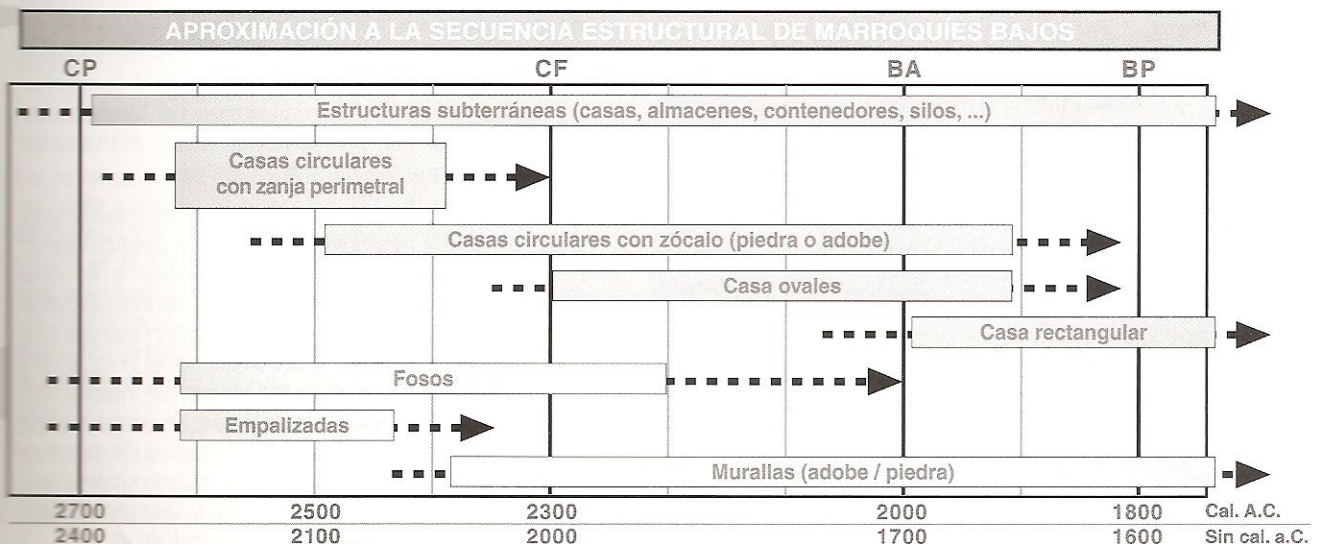 APROXIMACIÓN A LA SECUENCIA ESTRUCTURAL DE MARROQUÍES BAJOS
CP CF BA BP
Estructuras subterráneas (casas, almacenes, contenedores, silos, ...)
Casas circulares
con zanja perimetral
Casas circulares con zócalo (piedra o adobe)
Casa ovales
Casa rectangular
Fosos
Empalizadas
Murallas (adobe / piedra)
2700 2500 2300 2000 1800 Cal. A.C.
2400 2100 2000 1700 1600 Sin cal. a.C.